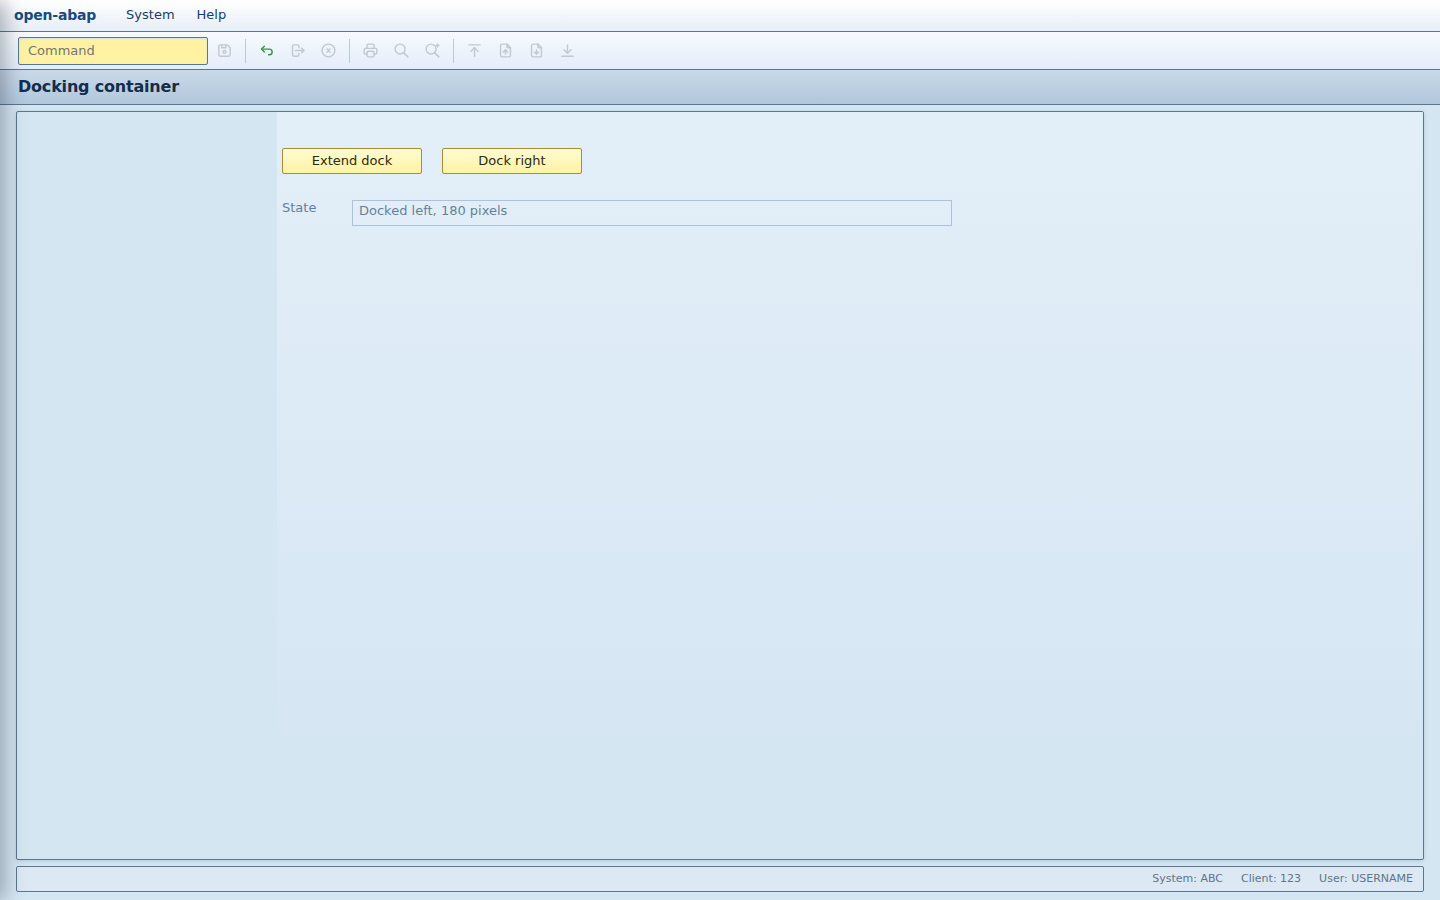 open-abap System Help
Command
Docking container
Extend dock Dock right
State Docked left, 180 pixels
System: ABC Client: 123 User: USERNAME